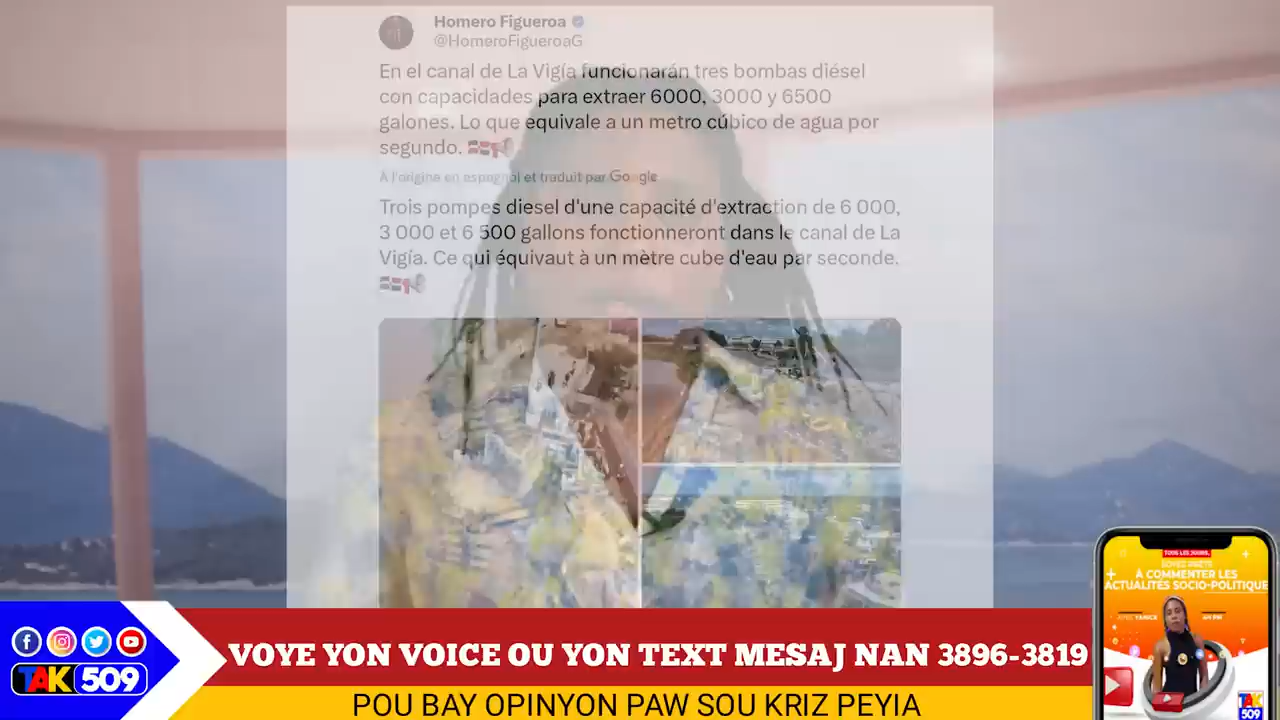 Homero Figueroa
@HomeroFigueroaG
En el canal de La Vigía funcionarán tres bombas diésel
con capacidades para extraer 6000, 3000 y 6500
galones. Lo que equivale a un metro cúbico de agua por
segundo.
À l'origine en espagnol et traduit par Google
Trois pompes diesel d'une capacité d'extraction de 6 000,
3 000 et 6 500 gallons fonctionneront dans le canal de La
Vigía. Ce qui équivaut à un mètre cube d'eau par seconde.
TOUS LES JOURS,
SOYEZ PRÊTS
À COMMENTER LES
ACTUALITÉS SOCIO-POLITIQUE
TAK 509
VOYE YON VOICE OU YON TEXT MESAJ NAN 3896-3819
POU BAY OPINYON PAW SOU KRIZ PEYIA
TAK
509